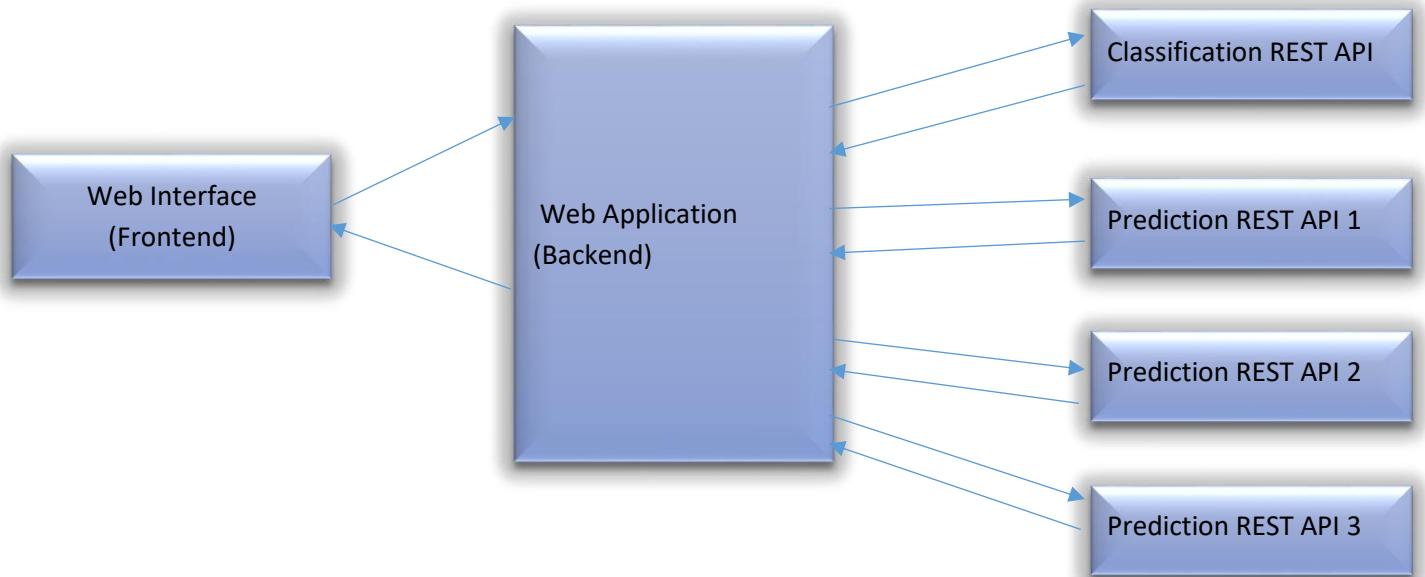 Web Interface
(Frontend)
Web Application
(Backend)
Classification REST API
Prediction REST API 1
Prediction REST API 2
Prediction REST API 3